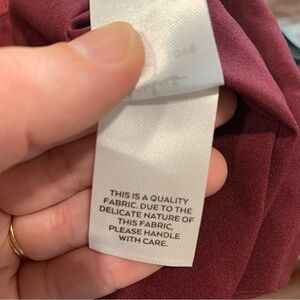 THIS IS A QUALITY
FABRIC. DUE TO THE
DELICATE NATURE OF
THIS FABRIC,
PLEASE HANDLE
WITH CARE.